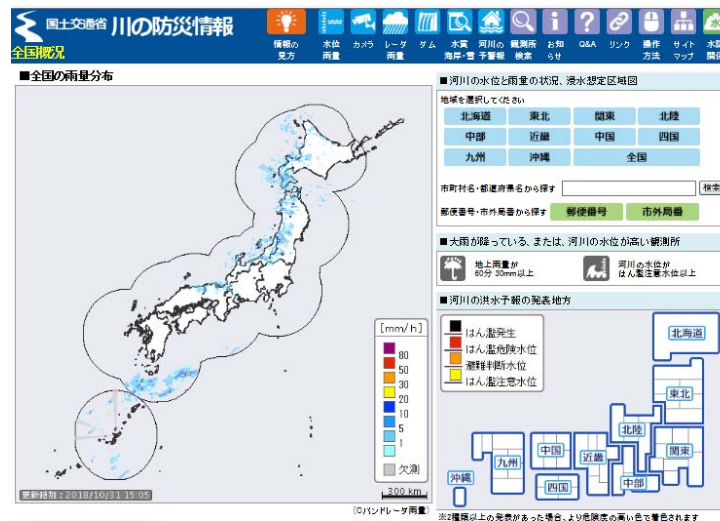 国土交通省 川の防災情報
全国概況
情報の
見方
水位
雨量
カメラ
レーダ
雨量
ダム
水質
海岸・雪
河川の
予警報
観測所
検索
お知
らせ
Q&A
リンク
操作
方法
サイト
マップ
■全国の雨量分布
[mm/h]
80
50
30
20
10
5
1
欠測
300 km
更新時刻:2018/10/31 15:05
(Cバンドレーダ雨量)
■河川の水位と雨量の状況、浸水想定区域図
地域を選択してください
北海道 東北 関東 北陸
中部 近畿 中国 四国
九州 沖縄 全国
市町村名・都道府県名から探す 検索
郵便番号・市外局番から探す 郵便番号 市外局番
■大雨が降っている、または、河川の水位が高い観測所
地上雨量が
60分 30mm以上
河川の水位が
はん濫注意水位以上
■河川の洪水予報の発表地方
はん濫発生
はん濫危険水位
避難判断水位
はん濫注意水位
北海道
東北
北陸
関東
中国
近畿
九州
中部
四国
沖縄
※2種類以上の発表があった場合、より危険度の高い色で着色されます